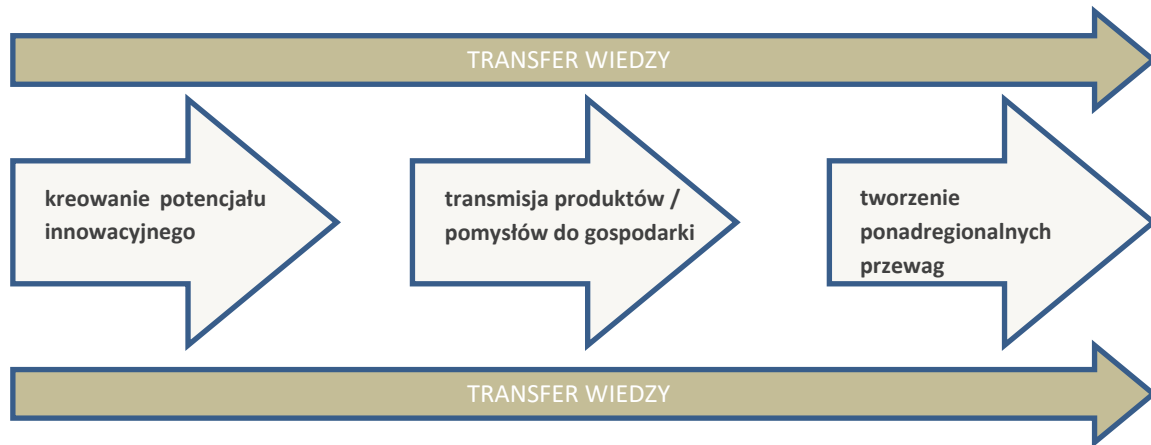 TRANSFER WIEDZY
kreowanie potencjału
innowacyjnego
transmisja produktów /
pomysłów do gospodarki
tworzenie
ponadregionalnych
przewag
TRANSFER WIEDZY